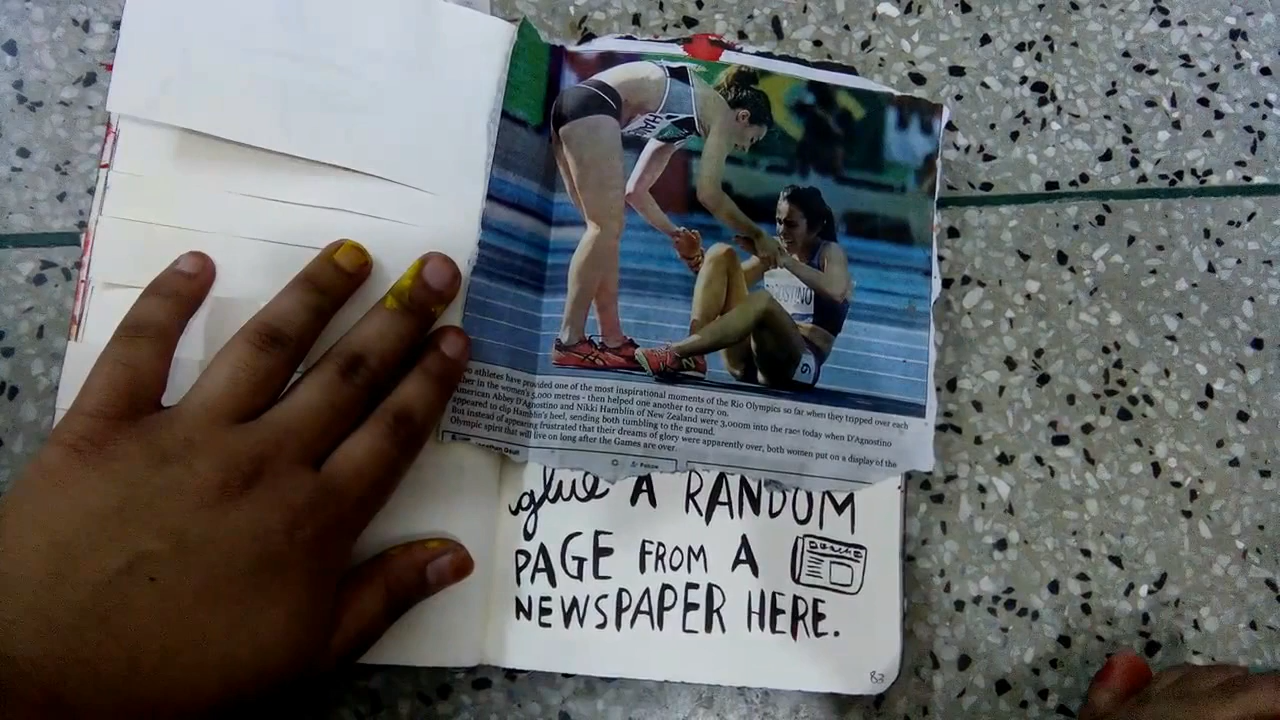 HAM
AGOSTINO
9
athletes have provided one of the most inspirational moments of the Rio Olympics so far when they tripped over each
other in the women's 5,000 metres - then helped one another to carry on.
American Abbey D'Agostino and Nikki Hamblin of New Zealand were 3,000m into the race today when D'Agostino
appeared to clip Hamblin's heel, sending both tumbling to the ground.
But instead of appearing frustrated that their dreams of glory were apparently over, both women put on a display of the
Olympic spirit that will live on long after the Games are over.
Follow
glue A RANDOM
PAGE FROM A
NEWSPAPER HERE.
83